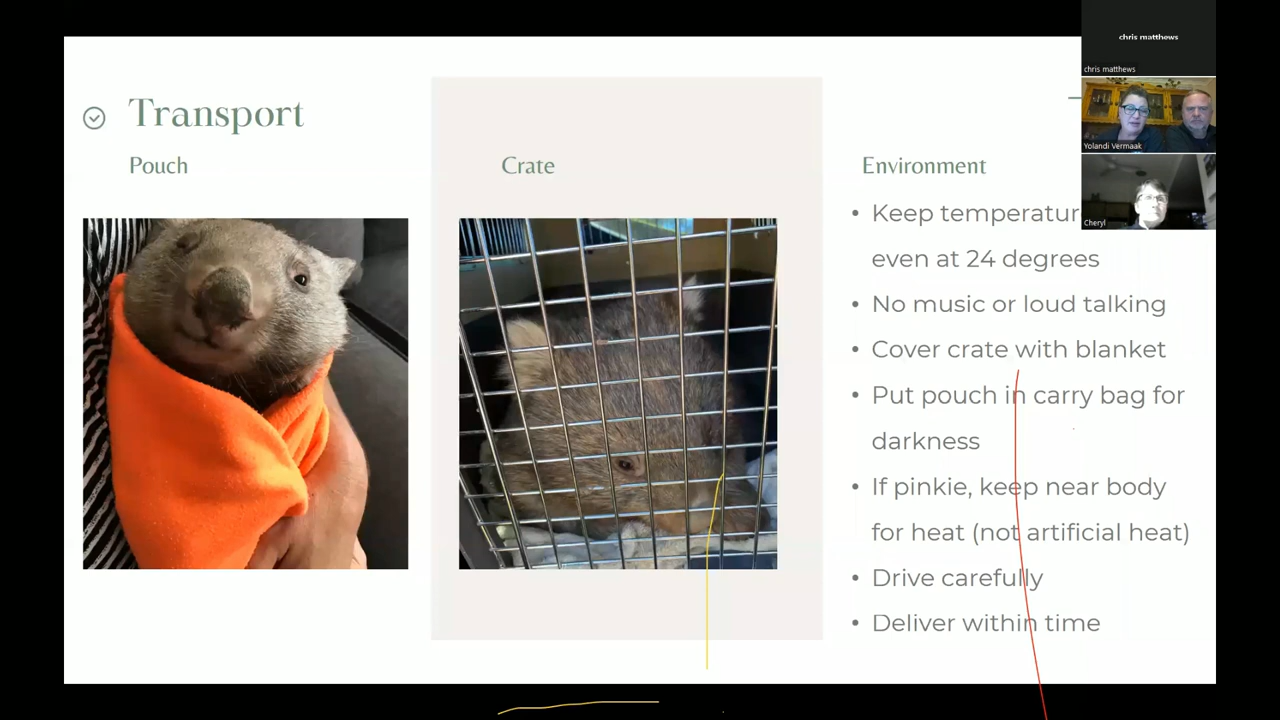 Transport
Pouch
Crate
Environment
• Keep temperatur
even at 24 degrees
• No music or loud talking
• Cover crate with blanket
• Put pouch in carry bag for
darkness
• If pinkie, keep near body
for heat (not artificial heat)
• Drive carefully
• Deliver within time
chris matthews
chris matthews
Yolandi Vermaak
Cheryl